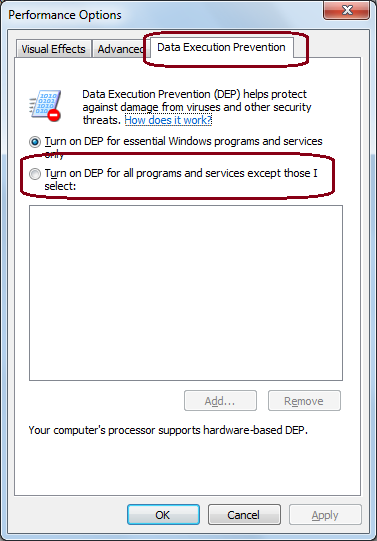 Performance Options
Visual Effects
Advanced
Data Execution Prevention
Data Execution Prevention (DEP) helps protect
against damage from viruses and other security
threats. How does it work?
Turn on DEP for essential Windows programs and services
only
Turn on DEP for all programs and services except those I
select:
Add...
Remove
Your computer's processor supports hardware-based DEP.
OK
Cancel
Apply